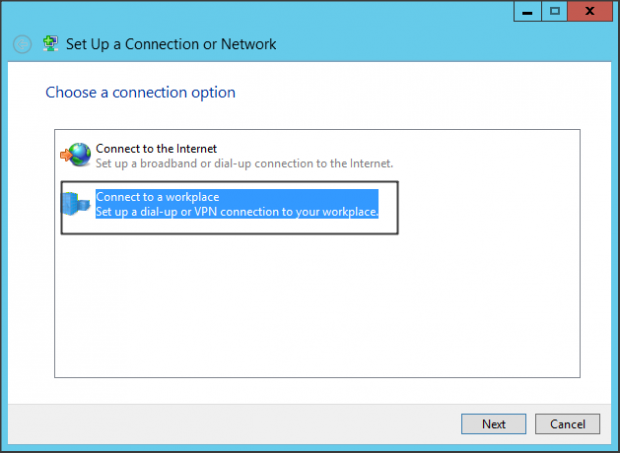 Set Up a Connection or Network
Choose a connection option
Connect to the Internet
Set up a broadband or dial-up connection to the Internet.
Connect to a workplace
Set up a dial-up or VPN connection to your workplace.
Next
Cancel